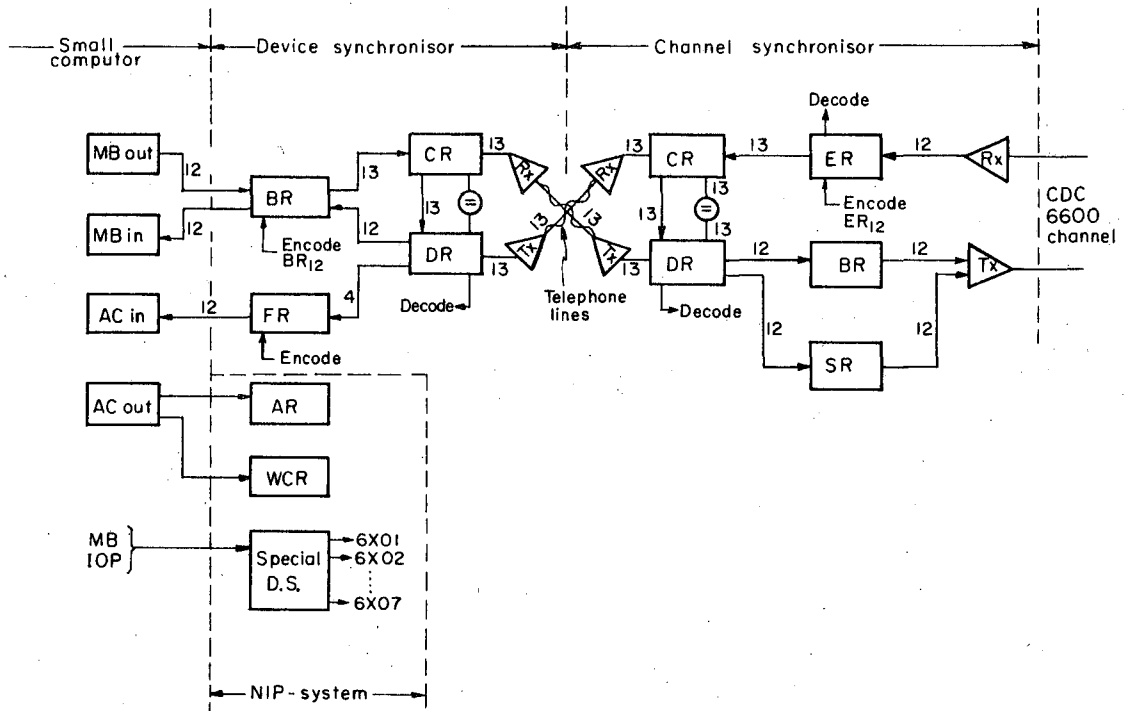 Small computor
Device synchronisor
Channel synchronisor
MB out
12
MB in
12
AC in
12
AC out
BR
Encode BR12
13
12
FR
4
Encode
CR
13
=
DR
Decode
13
13
Rx
Tx
13
13
Telephone lines
Rx
Tx
13
13
CR
13
13
=
13
DR
Decode
13
Decode
ER
Encode ER12
12
Rx
12
BR
12
12
SR
12
Tx
CDC 6600 channel
AR
WCR
MB IOP
Special D.S.
6X01
6X02
6X07
NIP-system